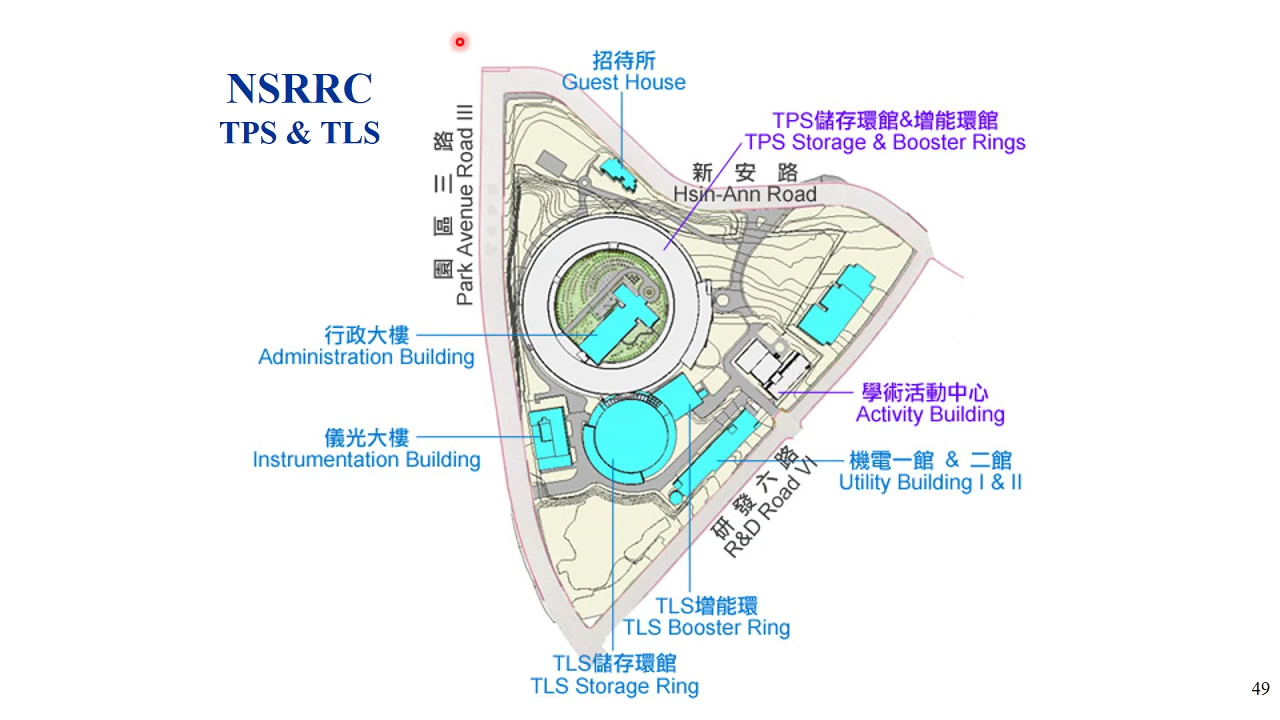 NSRRC
TPS & TLS
招待所
Guest House
TPS儲存環館&增能環館
TPS Storage & Booster Rings
新安路
Hsin-Ann Road
園區三路
Park Avenue Road III
行政大樓
Administration Building
學術活動中心
Activity Building
儀光大樓
Instrumentation Building
機電一館 & 二館
Utility Building I & II
研發六路
R&D Road VI
TLS增能環
TLS Booster Ring
TLS儲存環館
TLS Storage Ring
49